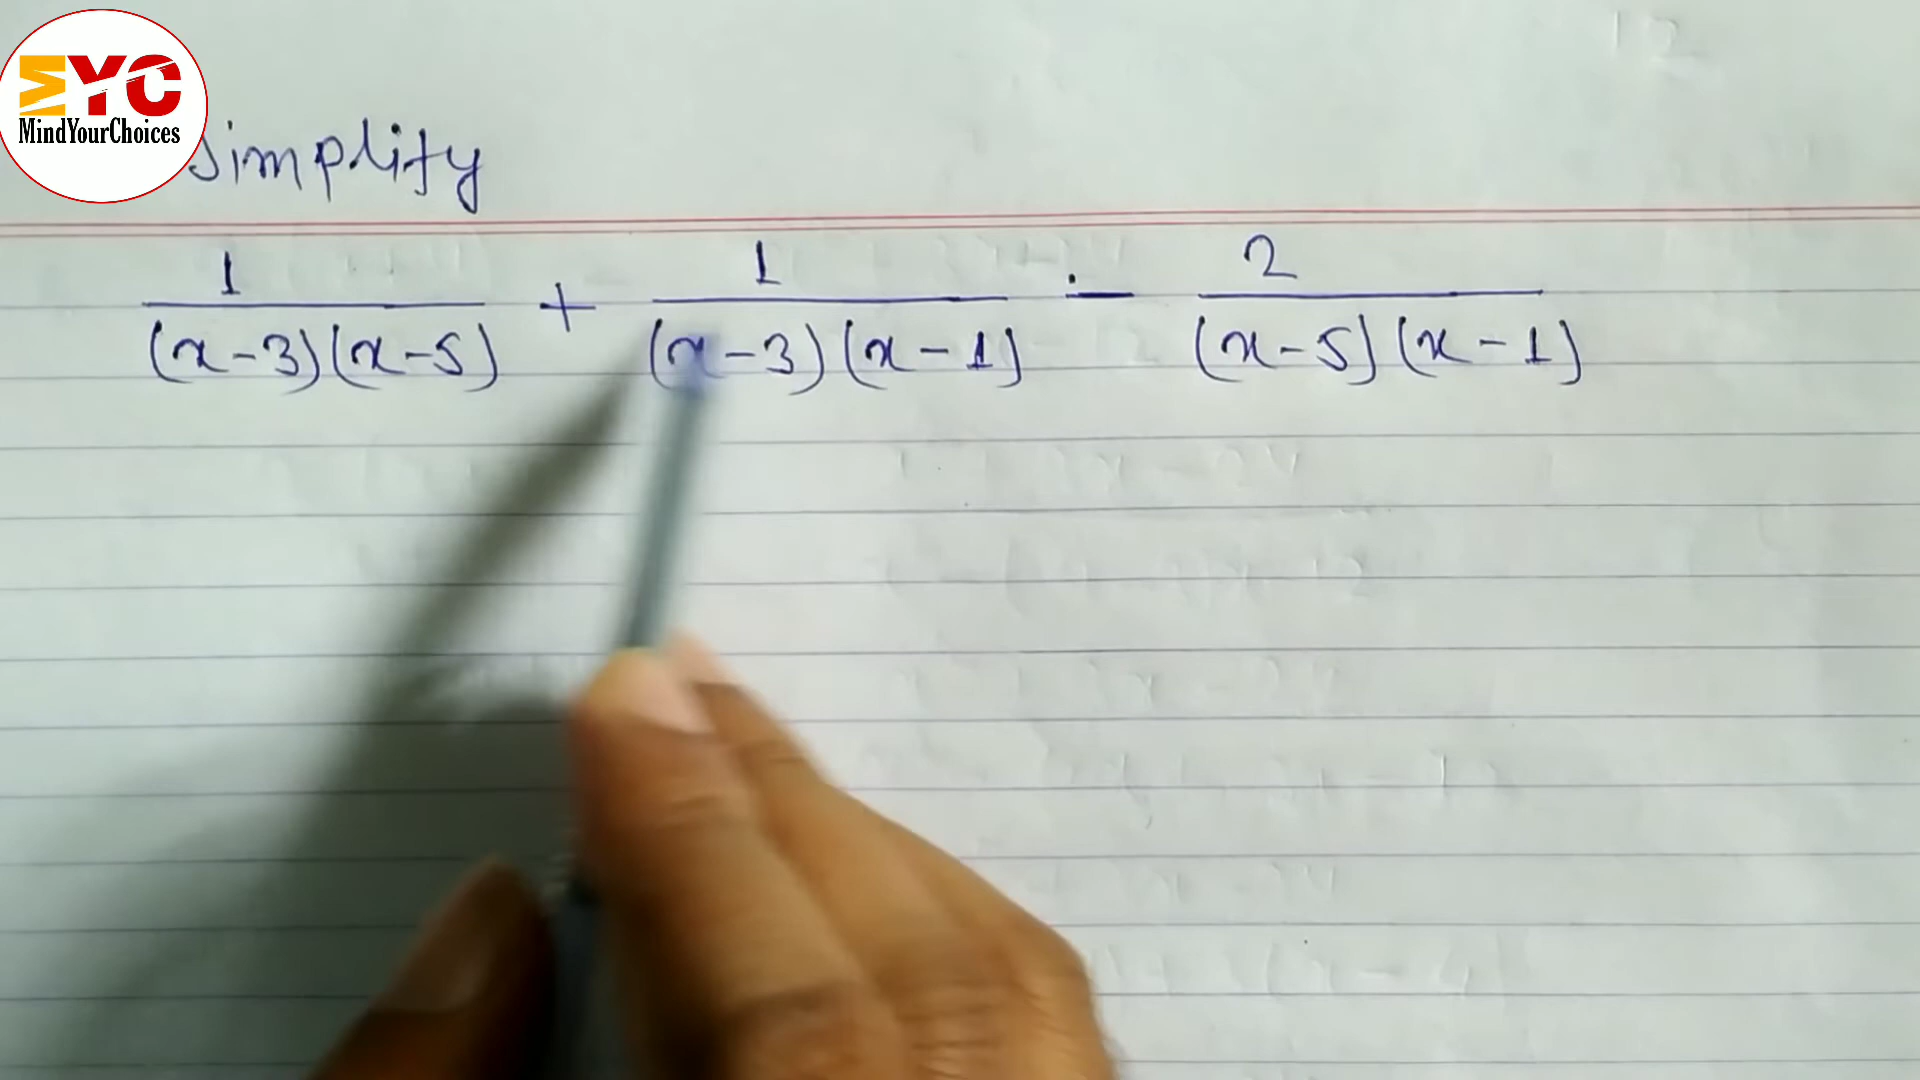 MYC
MindYourChoices
Simplify
1/((x-3)(x-5)) + 1/((x-3)(x-1)) - 2/((x-5)(x-1))